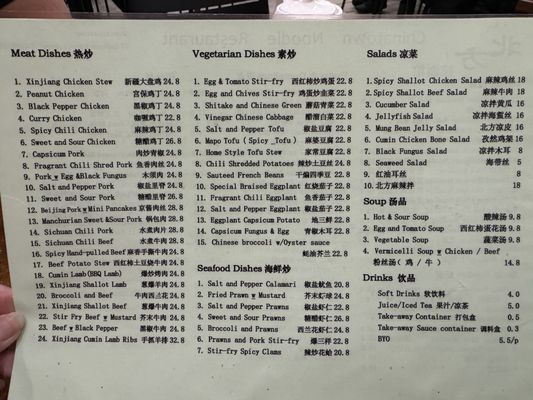 Chinatown Noodle Restaurant
Meat Dishes 热炒
1. Xinjiang Chicken Stew 新疆大盘鸡 24.8
2. Peanut Chicken 宫保鸡丁 24.8
3. Black Pepper Chicken 黑椒鸡丁 24.8
4. Curry Chicken 咖喱鸡丁 22.8
5. Spicy Chili Chicken 麻辣鸡丁 24.8
6. Sweet and Sour Chicken 糖醋鸡 26.8
7. Capsicum Pork 肉炒青椒 24.8
8. Fragrant Chili Shred Pork 鱼香肉丝 24.8
9. Pork w Egg &Black Fungus 木须肉 24.8
10. Salt and Pepper Pork 椒盐里脊 24.8
11. Sweet and Sour Pork 糖醋里脊 26.8
12. Beijing Pork w Mini Pancakes 京酱肉丝 28.8
13. Manchurian Sweet &Sour Pork 锅包肉 28.8
14. Sichuan Pork 水煮肉片 28.8
15. Sichuan Beef 水煮牛肉 28.8
16. Spicy Hand-pulled Beef 麻香手撕牛肉 24.8
17. Beef Potato Stew 西红柿土豆烧牛肉 24.8
18. Cumin Lamb(BBQ Lamb) 爆炒烤肉 24.8
19. Xinjiang Shallot Lamb 葱爆羊肉 24.8
20. Broccoli and Beef 牛肉西兰花 24.8
21. Xinjiang Shallot Beef 葱爆牛肉 24.8
22. Stir Fry Beef w Mustard 芥末牛肉 24.8
23. Beef w Black Pepper 黑椒牛肉 24.8
24. Xinjiang Cumin Lamb Ribs 手抓羊排 32.8
Vegetarian Dishes 素炒
1. Egg & Tomato Stir-fry 西红柿炒鸡蛋 22.8
2. Egg and Chives Stir-fry 鸡蛋炒韭菜 22.8
3. Shitake and Chinese Green 蘑菇青菜 22.8
4. Vinegar Chinese Cabbage 醋溜白菜 22.8
5. Salt and Pepper Tofu 椒盐豆腐 22.8
6. Mapo Tofu ( Spicy _Tofu ) 麻婆豆腐 22.8
7. Home Style Tofu Stew 家常豆腐 22.8
8. Chili Shredded Potatoes 辣炒土豆丝 24.8
9. Sauteed French Beans 干煸四季豆 22.8
10. Special Braised Eggplant 红烧茄子 22.8
11. Fragrant Chili Eggplant 鱼香茄子 22.8
12. Salt and Pepper Eggplant 椒盐茄子 22.8
13. Eggplant Capsicum Potato 地三鲜 22.8
14. Capsicum Fungus & Egg 青椒木耳 22.8
15. Chinese broccoli w/Oyster sauce
蚝油芥兰 22.8
Seafood Dishes 海鲜炒
1. Salt and Pepper Calamari 椒盐鱿鱼 20.8
2. Fried Prawn w Mustard 芥末虾球 24.8
3. Salt and Pepper Prawns 椒盐虾仁 22.8
4. Sweet and Sour Prawns 糖醋虾仁 26.8
5. Broccoli and Prawns 西兰花虾仁 24.8
6. Prawns and Pork Stir-fry 爆三样 22.8
7. Stir-fry Spicy Clams 辣炒花蛤 20.8
Salads 凉菜
1. Spicy Shallot Chicken Salad 麻辣鸡丝 18
2. Spicy Shallot Beef Salad 麻辣牛肉 18
3. Cucumber Salad 凉拌黄瓜 16
4. Jellyfish Salad 凉拌海蜇丝 16
5. Mung Bean Jelly Salad 北方凉皮 16
6. Cumin Chicken Bone Salad 孜然鸡架 16
7. Black Fungus Salad 凉拌木耳 8
8. Seaweed Salad 海带丝 5
9. 红油耳丝 8
10. 北方麻辣拌 18
Soup 汤品
1. Hot & Sour Soup 酸辣汤 9.8
2. Egg and Tomato Soup 西红柿蛋花汤 9.8
3. Vegetable Soup 蔬菜汤 9.8
4. Vermicelli Soup w Chicken / Beef
粉丝汤( 鸡 / 牛 ) 14.8
Drinks 饮品
Soft Drinks 软饮料 4.0
Juice/Iced Tea 果汁/凉茶 5.0
Take-away Container 打包盒 0.5
Take-away Sauce container 调料盒 0.3
BYO 5.5/p